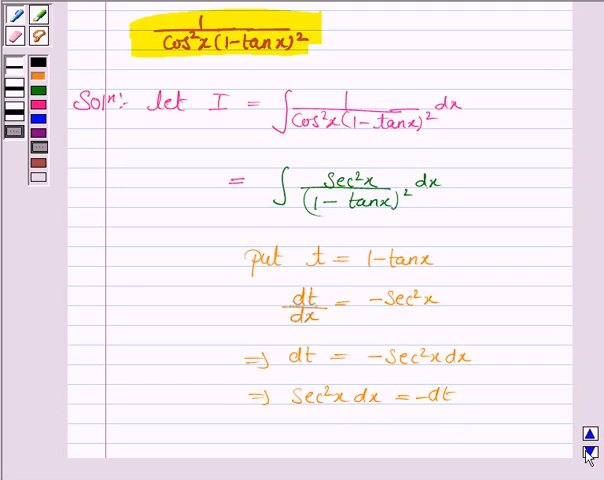 1/(cos²x(1-tanx)²)
Solⁿ: let I = ∫ 1/(cos²x(1-tanx)²) dx
= ∫ sec²x/(1-tanx)² dx
put t = 1-tanx
dt/dx = -sec²x
=> dt = -sec²x dx
=> sec²x dx = -dt